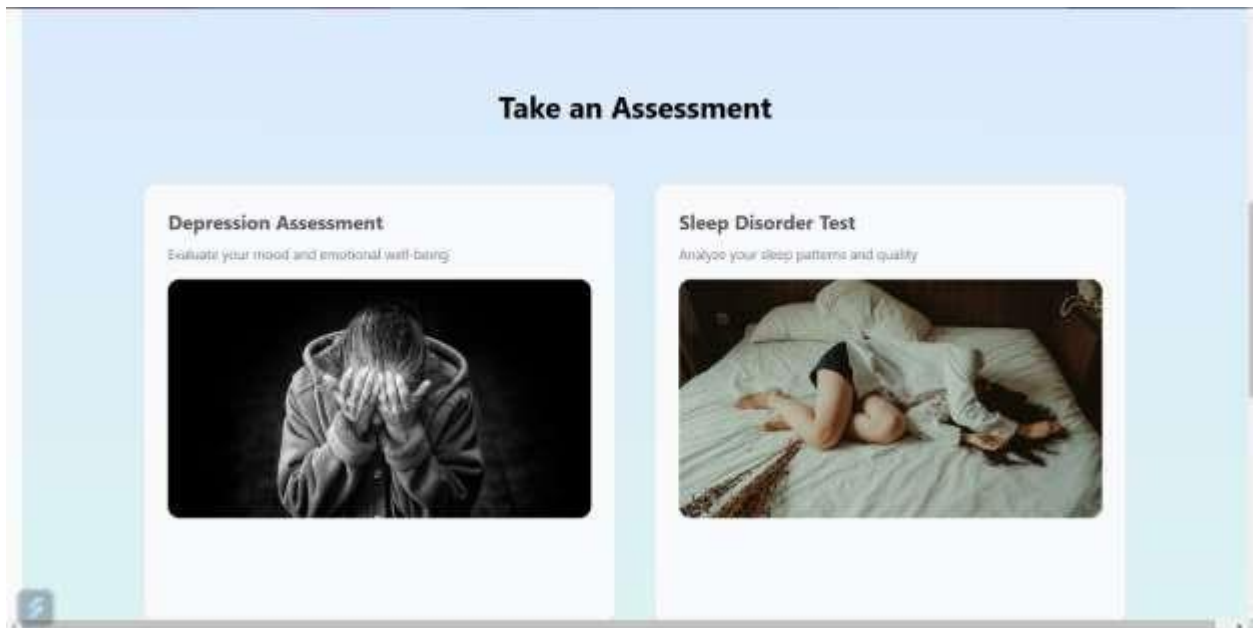 Take an Assessment
Depression Assessment
Evaluate your mood and emotional well-being
Sleep Disorder Test
Analyze your sleep patterns and quality